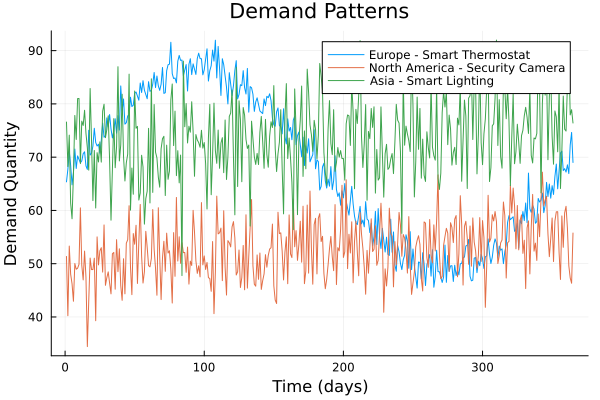 Demand Patterns
Europe - Smart Thermostat
North America - Security Camera
Asia - Smart Lighting
Demand Quantity
90
80
70
60
50
40
0
100
200
300
Time (days)